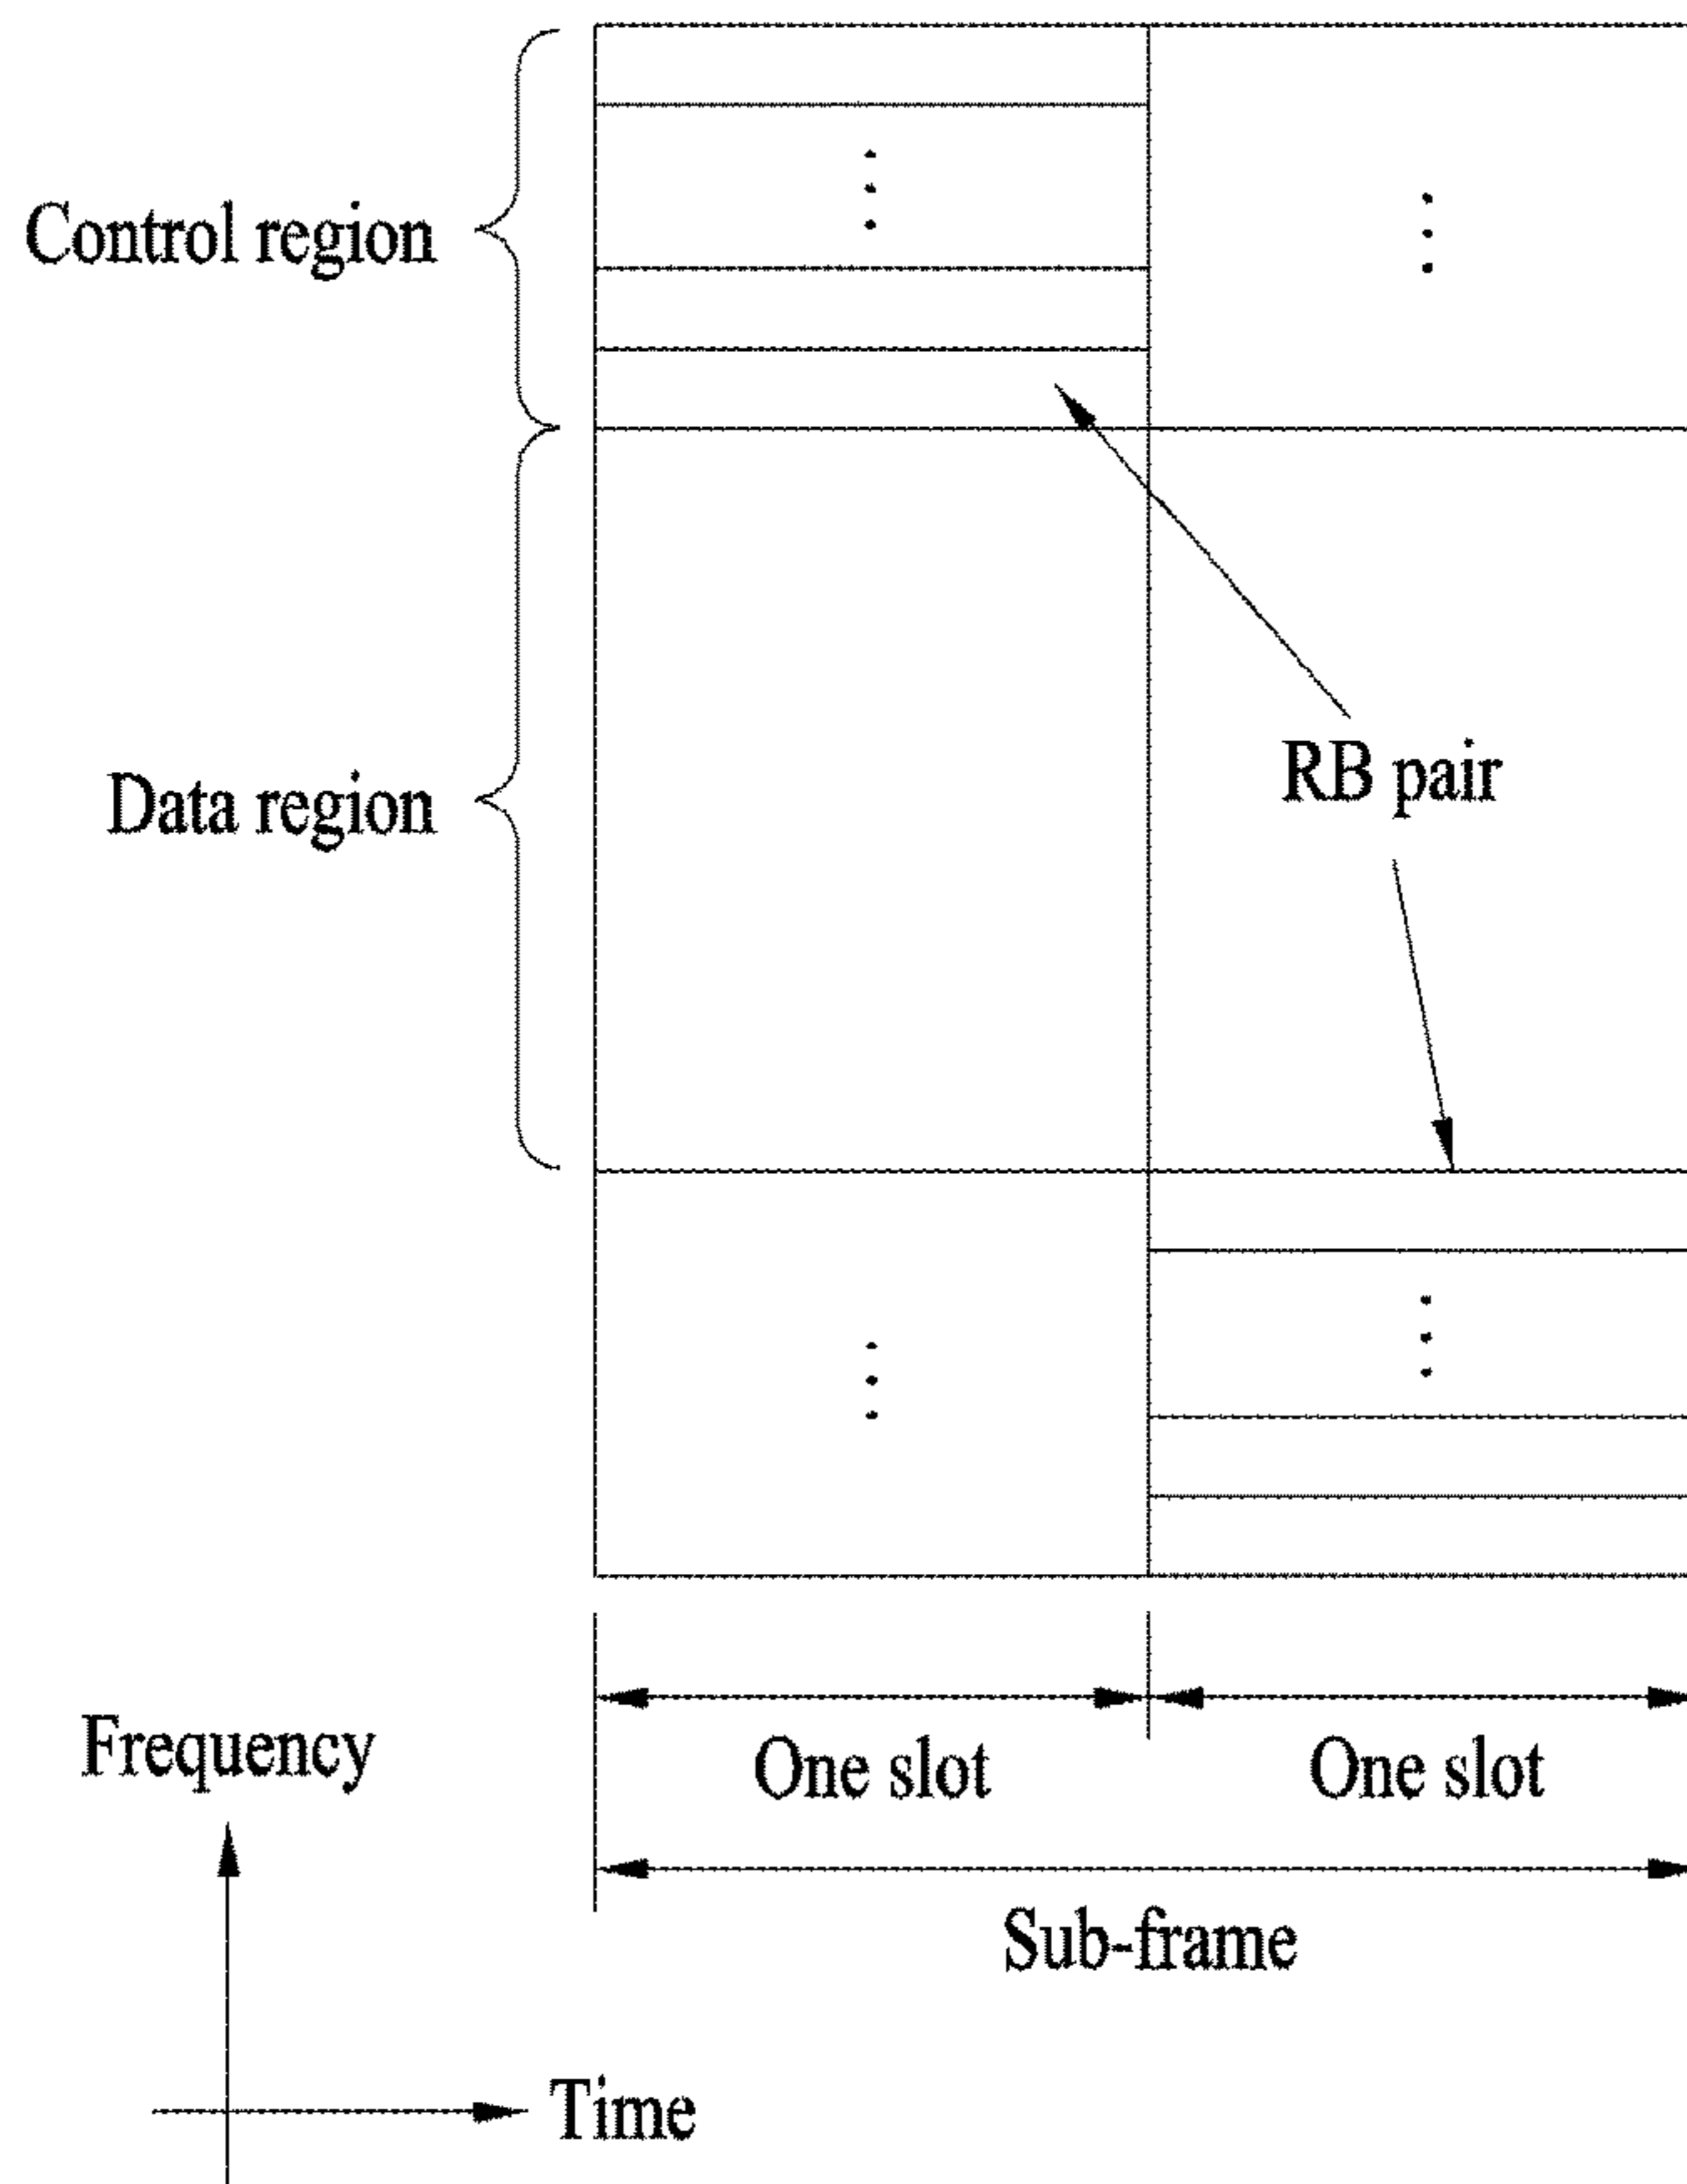 Control region
Data region
RB pair
One slot
One slot
Frequency
Sub-frame
Time